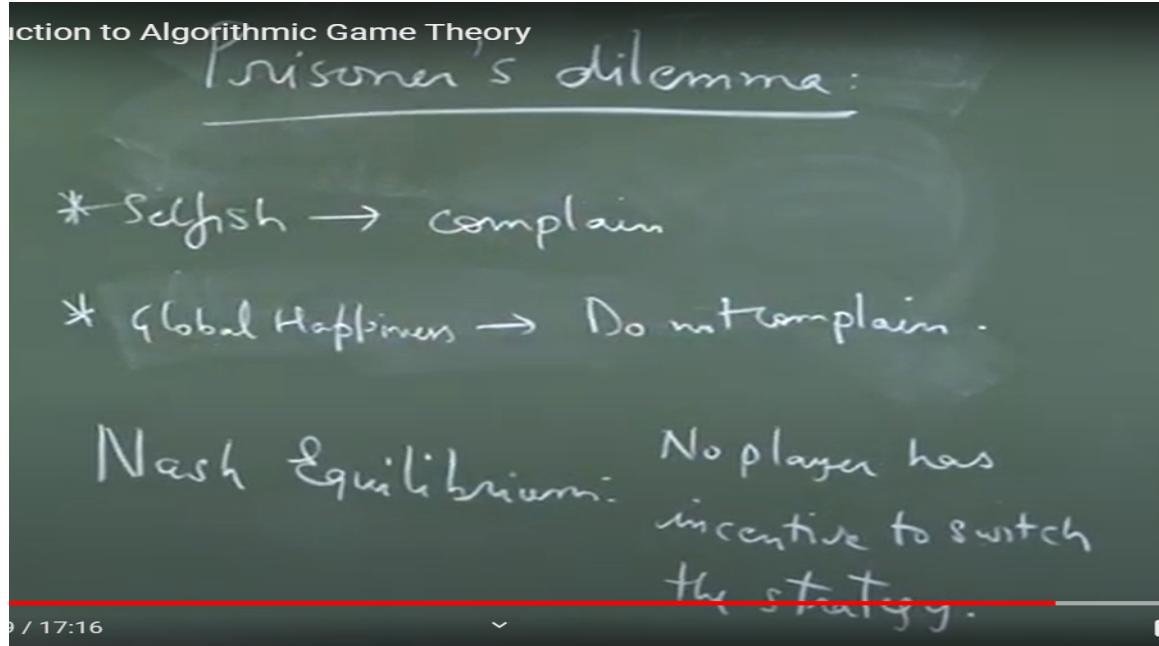 uction to Algorithmic Game Theory
Prisoner's dilemma:
* Selfish → complain
* Global Happiness → Do not complain.
Nash Equilibrium: No player has
incentive to switch
the strategy.
9 / 17:16